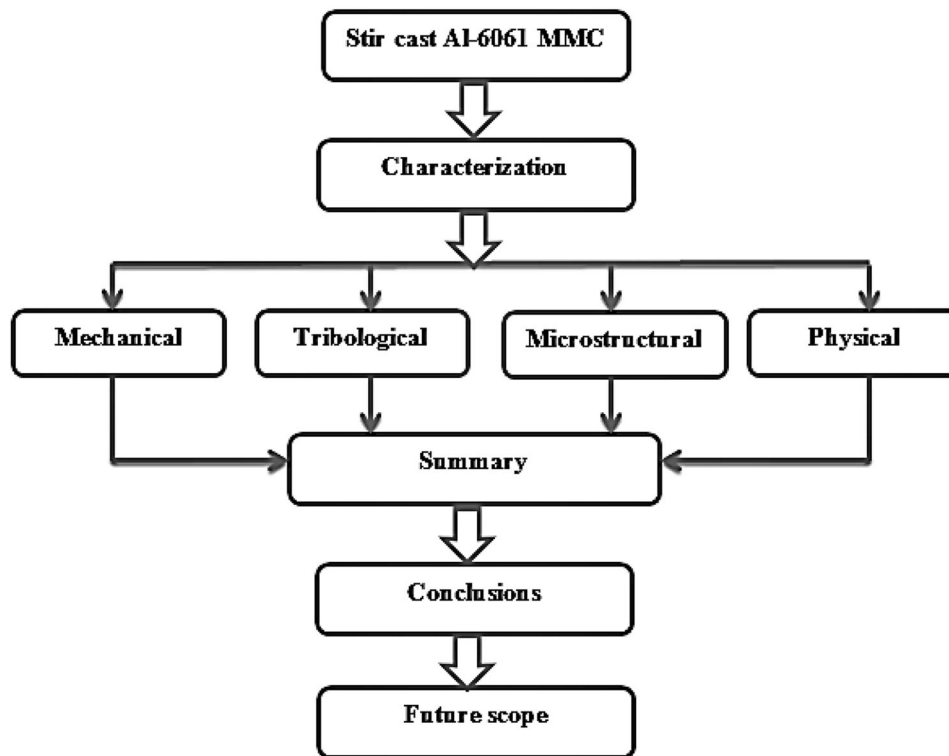 Stir cast Al-6061 MMC
Characterization
Mechanical
Tribological
Microstructural
Physical
Summary
Conclusions
Future scope